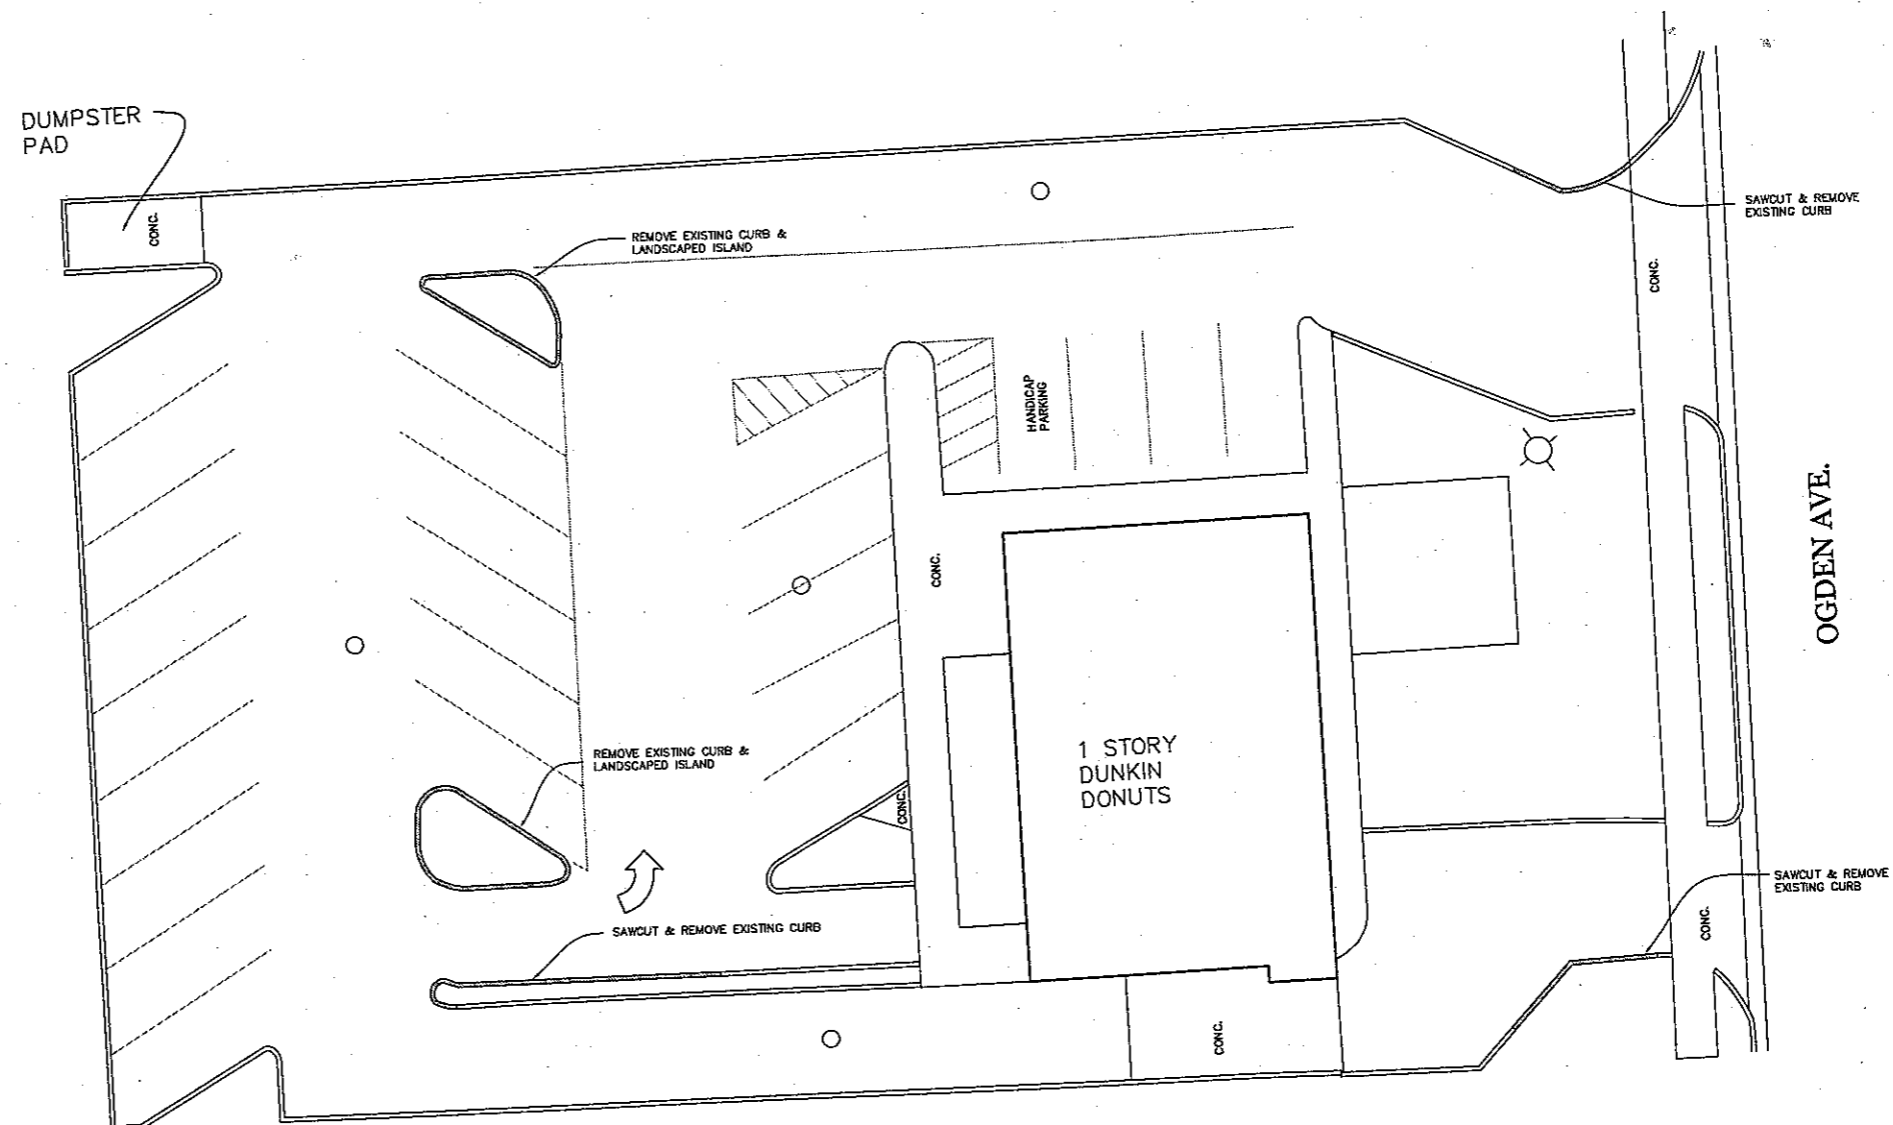 DUMPSTER
PAD
CONC.
REMOVE EXISTING CURB &
LANDSCAPED ISLAND
SAWCUT & REMOVE
EXISTING CURB
CONC.
HANDICAP
PARKING
OGDEN AVE.
CONC.
1 STORY
DUNKIN
DONUTS
REMOVE EXISTING CURB &
LANDSCAPED ISLAND
CONC.
SAWCUT & REMOVE
EXISTING CURB
SAWCUT & REMOVE EXISTING CURB
CONC.
CONC.